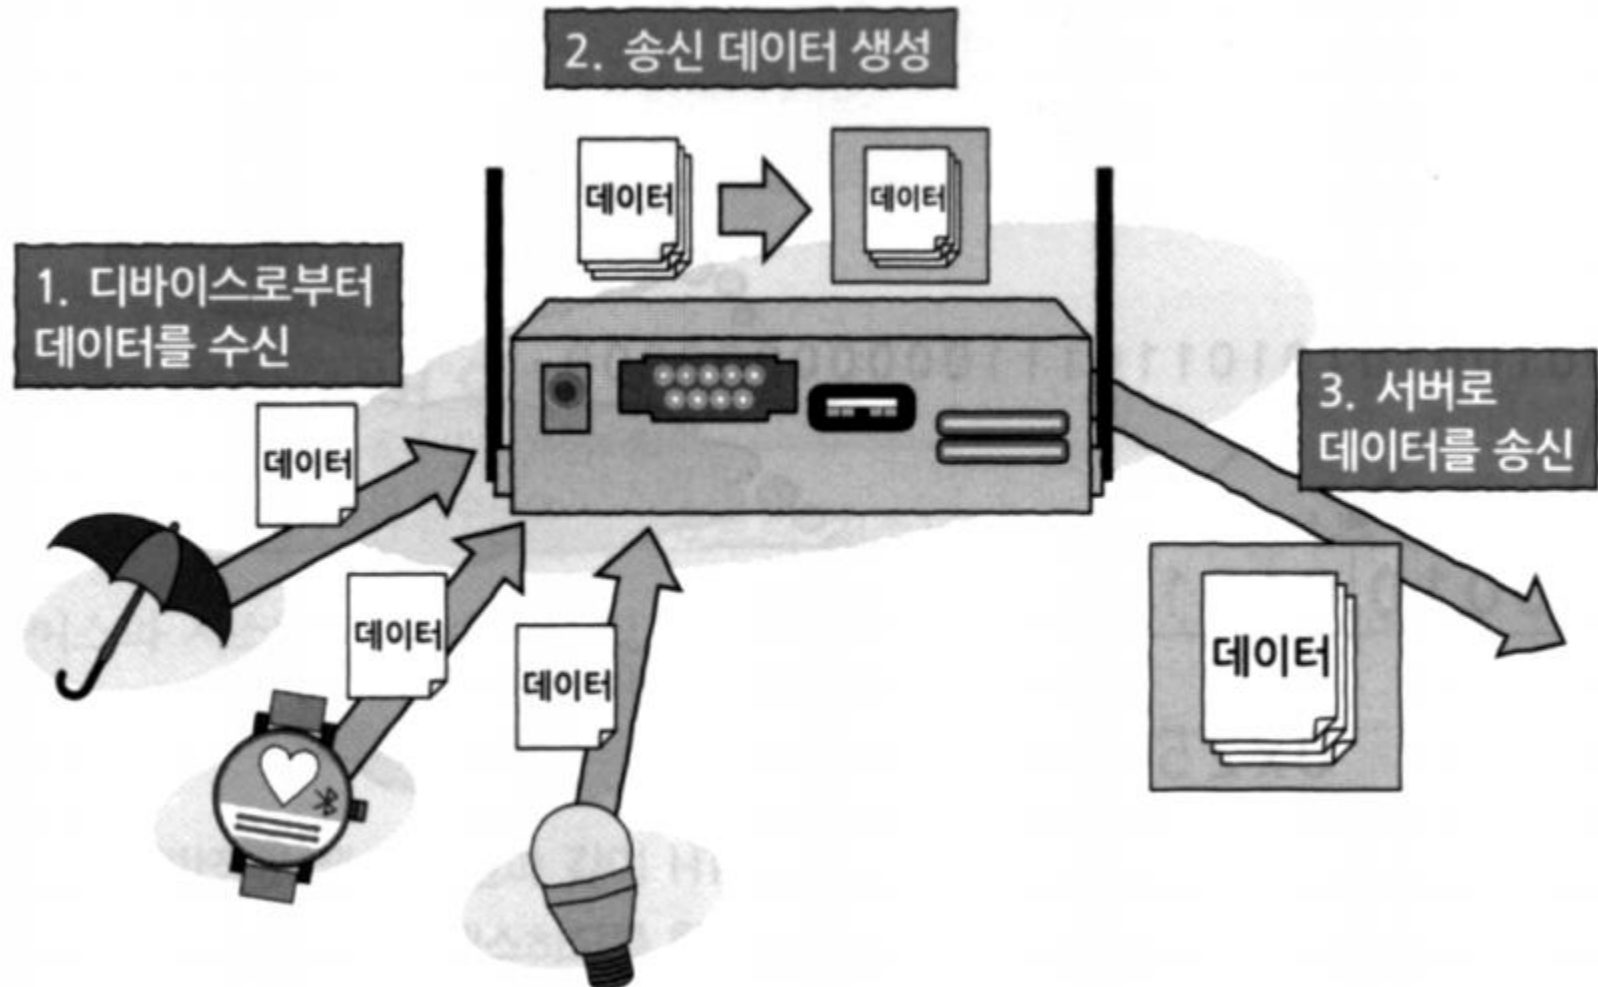 2. 송신 데이터 생성
데이터
데이터
1. 디바이스로부터
데이터를 수신
3. 서버로
데이터를 송신
데이터
데이터
데이터
데이터